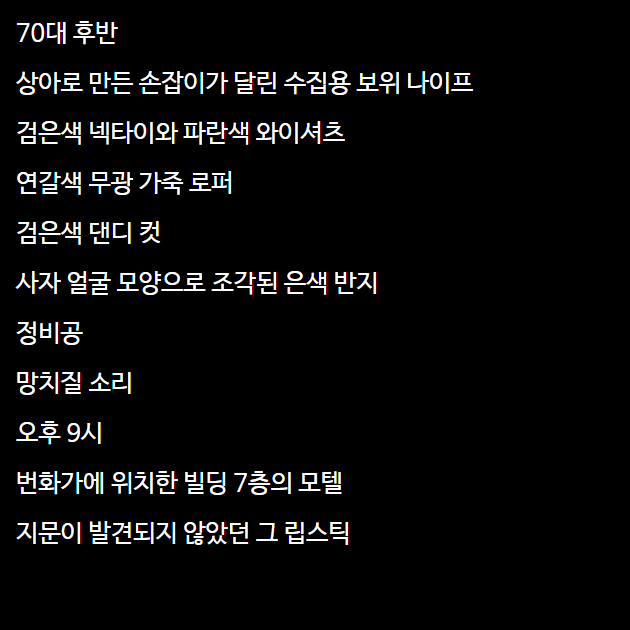 70대 후반
상아로 만든 손잡이가 달린 수집용 보위 나이프
검은색 넥타이와 파란색 와이셔츠
연갈색 무광 가죽 로퍼
검은색 댄디 컷
사자 얼굴 모양으로 조각된 은색 반지
정비공
망치질 소리
오후 9시
번화가에 위치한 빌딩 7층의 모텔
지문이 발견되지 않았던 그 립스틱